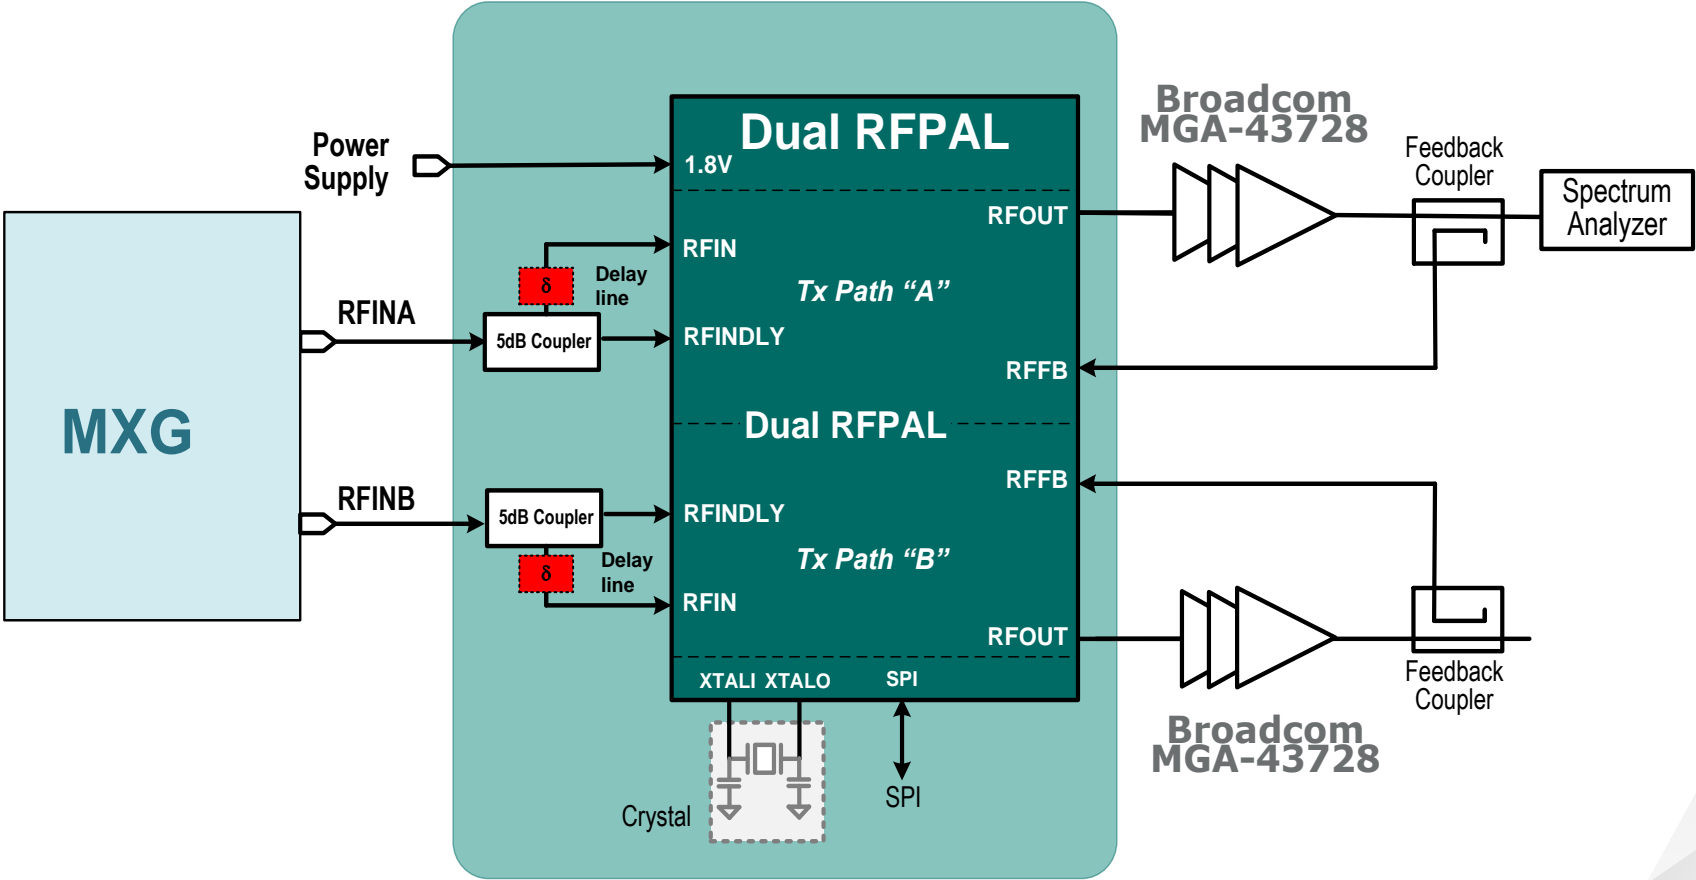 Broadcom
MGA-43728
Dual RFPAL
Power
Supply
1.8V
Feedback
Coupler
Spectrum
Analyzer
RFOUT
RFIN
Delay
line
δ
Tx Path “A”
RFINA
5dB Coupler
RFINDLY
RFFB
MXG
Dual RFPAL
RFFB
RFINB
5dB Coupler
RFINDLY
Delay
line
δ
Tx Path “B”
RFIN
RFOUT
Feedback
Coupler
XTALI XTALO
SPI
Broadcom
MGA-43728
SPI
Crystal